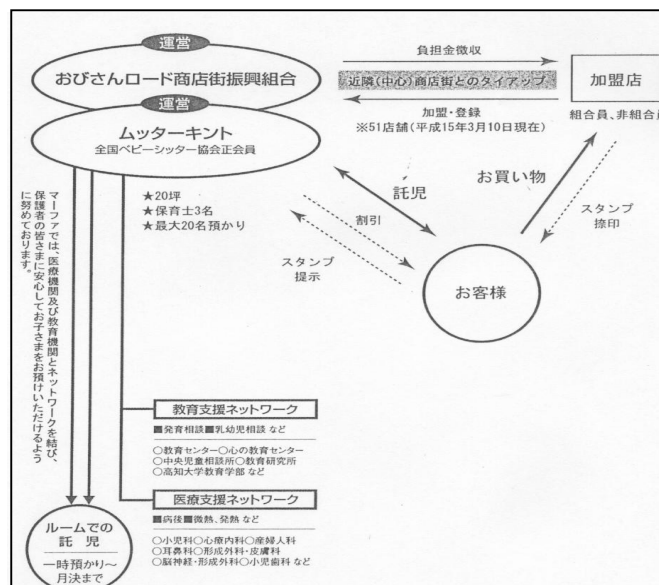 運営
おびさんロード商店街振興組合
運営
ムッターキント
全国ベビーシッター協会正会員
負担金徴収
近隣(中心)商店街とのタイアップ
加盟・登録
※51店舗(平成15年3月10日現在)
加盟店
組合員、非組合員
★20坪
★保育士3名
★最大20名預かり
託児
お買い物
割引
スタンプ
提示
スタンプ
捺印
お客様
マーファでは、医療機関及び教育機関とネットワークを結び、
保護者の皆さまに安心してお子さまをお預けいただけるよう
に努めております。
教育支援ネットワーク
■発育相談■乳幼児相談 など
○教育センター○心の教育センター
○中央児童相談所○教育研究所
○高知大学教育学部 など
医療支援ネットワーク
■病後■微熱、発熱 など
○小児科○心療内科○産婦人科
○耳鼻科○形成外科・皮膚科
○脳神経・形成外科○小児歯科 など
ルームでの
託児
一時預かり～
月決まで